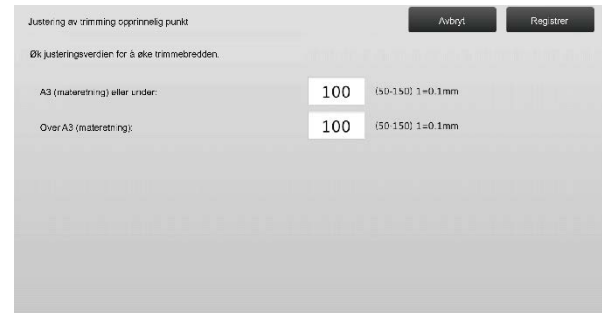 Justering av trimming opprinnelig punkt
Avbryt
Registrer
Øk justeringsverdien for å øke trimmebredden.
A3 (materetning) eller under: 100 (50-150) 1=0.1mm
Over A3 (materetning): 100 (50-150) 1=0.1mm